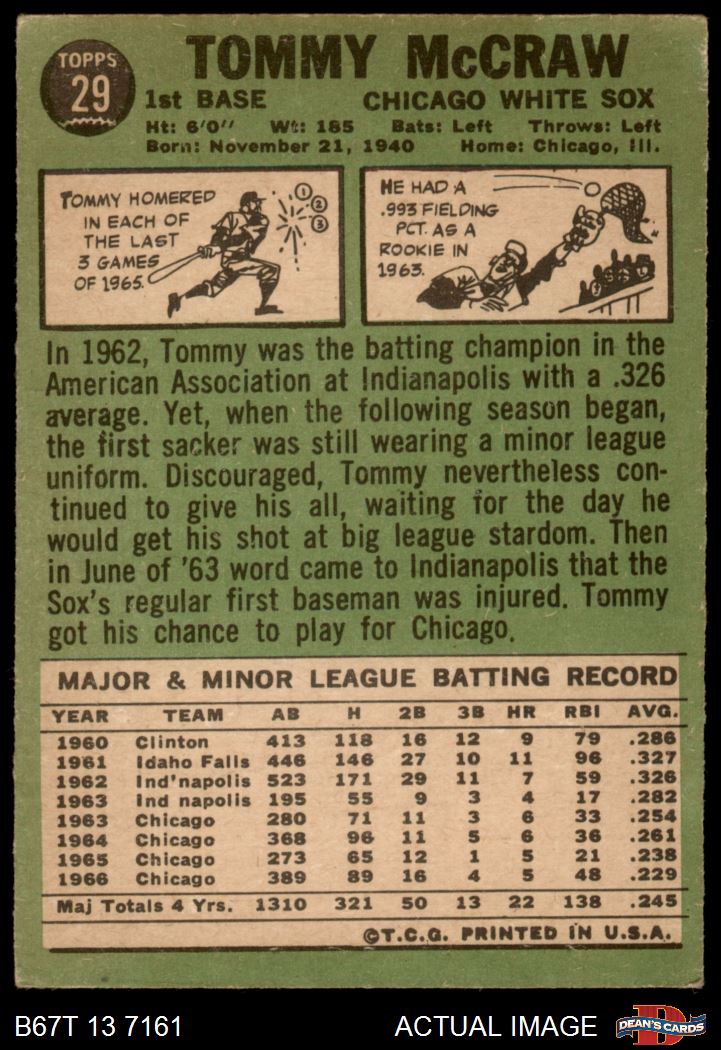 TOPPS
29
TOMMY McCRAW
1st BASE CHICAGO WHITE SOX
Ht: 6'0" Wt: 185 Bats: Left Throws: Left
Born: November 21, 1940 Home: Chicago, Ill.
TOMMY HOMERED
IN EACH OF
THE LAST
3 GAMES
OF 1965.
1
2
3
HE HAD A
.993 FIELDING
PCT. AS A
ROOKIE IN
1963.
In 1962, Tommy was the batting champion in the
American Association at Indianapolis with a .326
average. Yet, when the following season began,
the first sacker was still wearing a minor league
uniform. Discouraged, Tommy nevertheless con-
tinued to give his all, waiting for the day he
would get his shot at big league stardom. Then
in June of '63 word came to Indianapolis that the
Sox's regular first baseman was injured. Tommy
got his chance to play for Chicago.
MAJOR & MINOR LEAGUE BATTING RECORD
YEAR TEAM AB H 2B 3B HR RBI AVG.
1960 Clinton 413 118 16 12 9 79 .286
1961 Idaho Falls 446 146 27 10 11 96 .327
1962 Ind'napolis 523 171 29 11 7 59 .326
1963 Ind napolis 195 55 9 3 4 17 .282
1963 Chicago 280 71 11 3 6 33 .254
1964 Chicago 368 96 11 5 6 36 .261
1965 Chicago 273 65 12 1 5 21 .238
1966 Chicago 389 89 16 4 5 48 .229
Maj Totals 4 Yrs. 1310 321 50 13 22 138 .245
©T.C.G. PRINTED IN U.S.A.
B67T 13 7161 ACTUAL IMAGE
D
DEAN'S CARDS